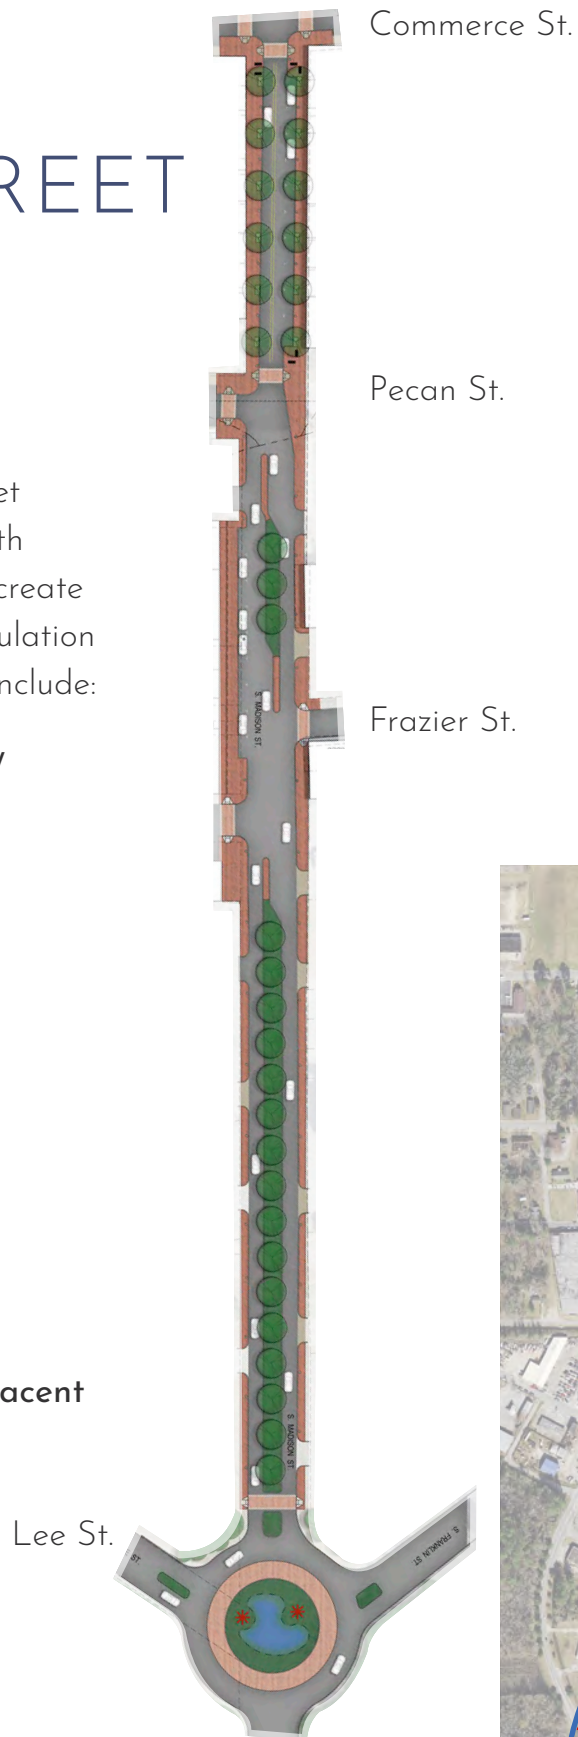 Commerce St.
REET
Pecan St.
et
th
create
ulation
nclude:
S. MADISON ST.
Frazier St.
y
acent
S. MADISON ST.
Lee St.
ST.
S. FRANKLIN ST.